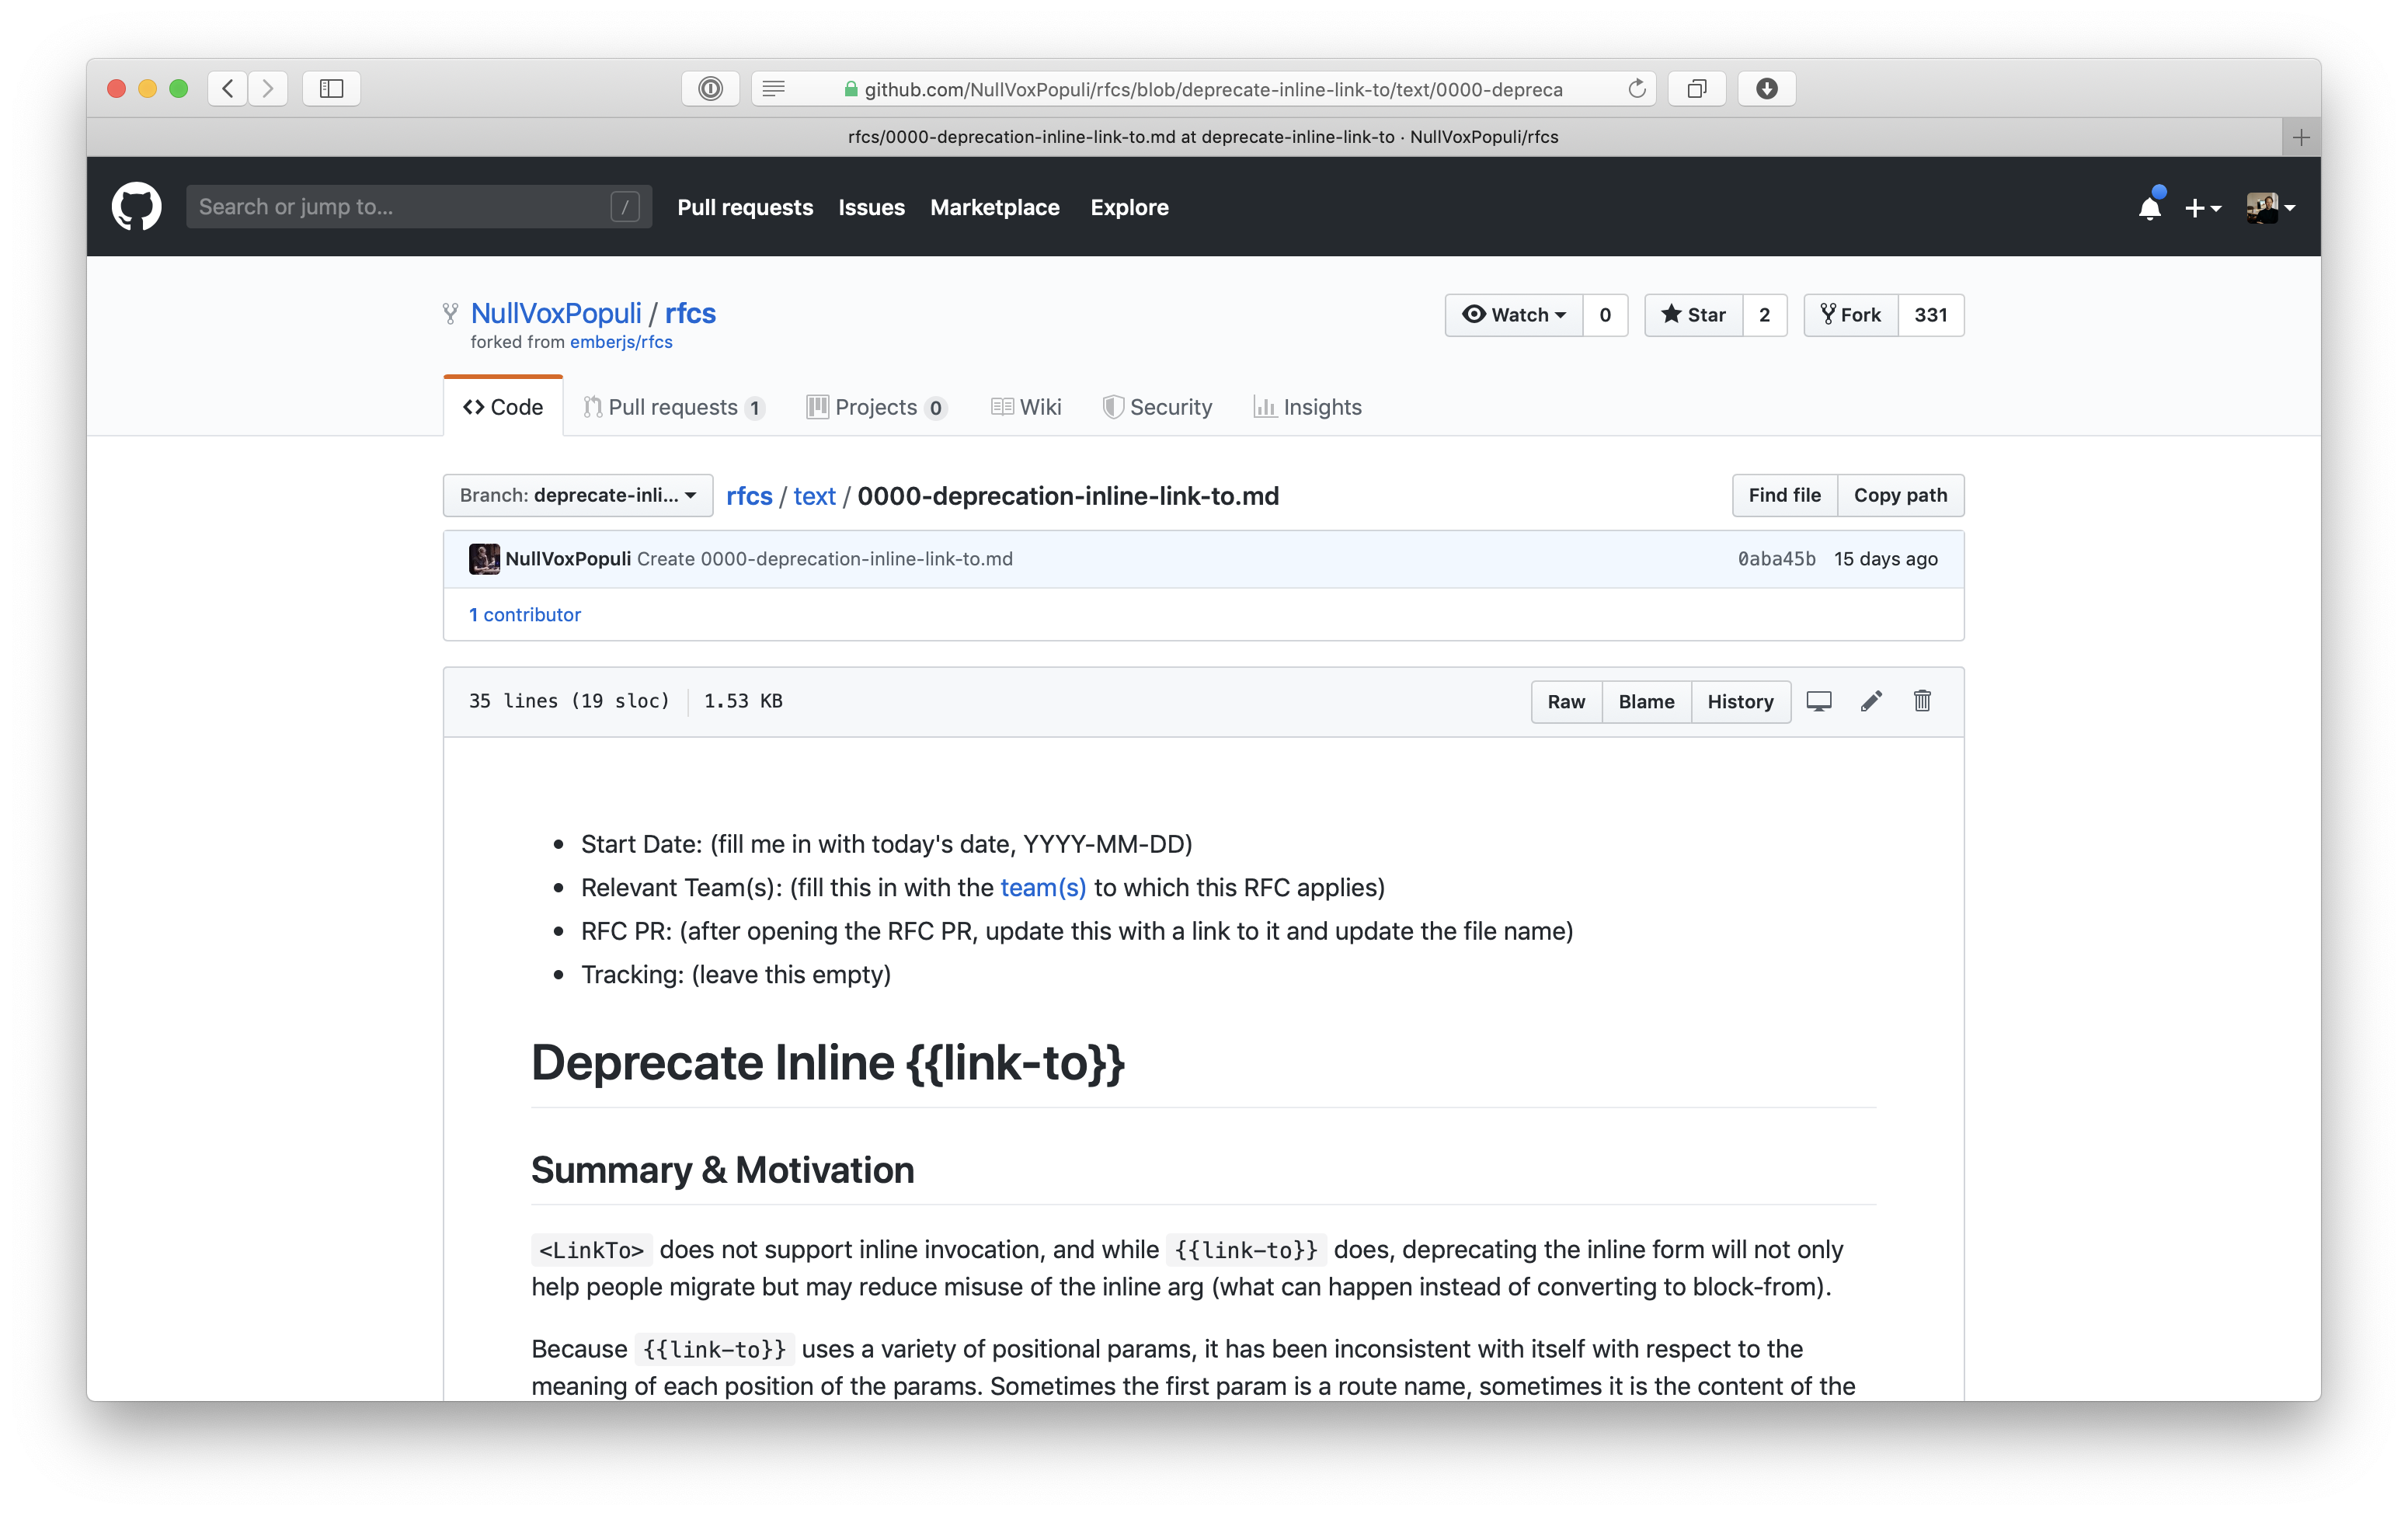 github.com/NullVoxPopuli/rfcs/blob/deprecate-inline-link-to/text/0000-depreca
rfcs/0000-deprecation-inline-link-to.md at deprecate-inline-link-to · NullVoxPopuli/rfcs
Search or jump to... / Pull requests Issues Marketplace Explore
NullVoxPopuli / rfcs Watch 0 Star 2 Fork 331
forked from emberjs/rfcs
<> Code Pull requests 1 Projects 0 Wiki Security Insights
Branch: deprecate-inli... rfcs / text / 0000-deprecation-inline-link-to.md Find file Copy path
NullVoxPopuli Create 0000-deprecation-inline-link-to.md 0aba45b 15 days ago
1 contributor
35 lines (19 sloc) 1.53 KB Raw Blame History
• Start Date: (fill me in with today's date, YYYY-MM-DD)
• Relevant Team(s): (fill this in with the team(s) to which this RFC applies)
• RFC PR: (after opening the RFC PR, update this with a link to it and update the file name)
• Tracking: (leave this empty)
Deprecate Inline {{link-to}}
Summary & Motivation
<LinkTo> does not support inline invocation, and while {{link-to}} does, deprecating the inline form will not only
help people migrate but may reduce misuse of the inline arg (what can happen instead of converting to block-from).
Because {{link-to}} uses a variety of positional params, it has been inconsistent with itself with respect to the
meaning of each position of the params. Sometimes the first param is a route name, sometimes it is the content of the